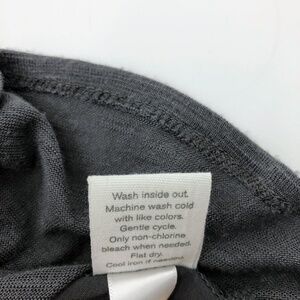 Wash inside out.
Machine wash cold
with like colors.
Gentle cycle.
Only non-chlorine
bleach when needed.
Flat dry.
Cool iron if needed.